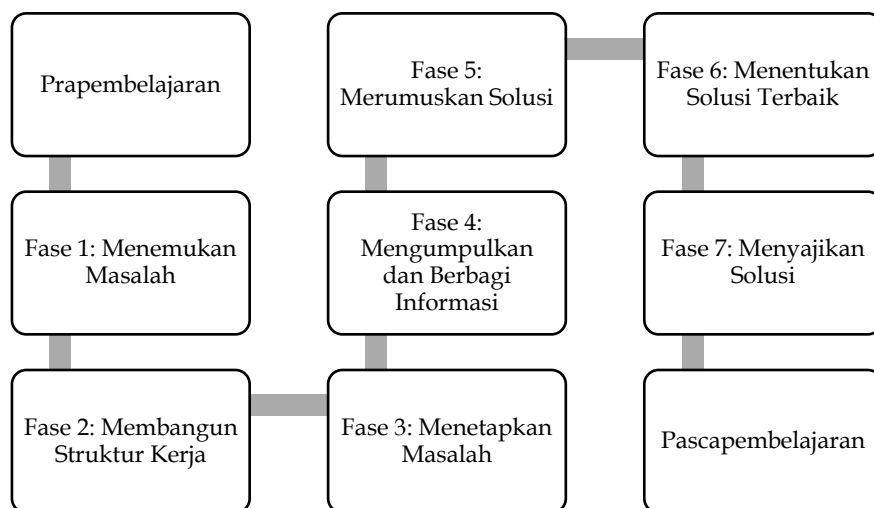 Prapembelajaran
Fase 1: Menemukan
Masalah
Fase 2: Membangun
Struktur Kerja
Fase 3: Menetapkan
Masalah
Fase 4:
Mengumpulkan
dan Berbagi
Informasi
Fase 5:
Merumuskan Solusi
Fase 6: Menentukan
Solusi Terbaik
Fase 7: Menyajikan
Solusi
Pascapembelajaran